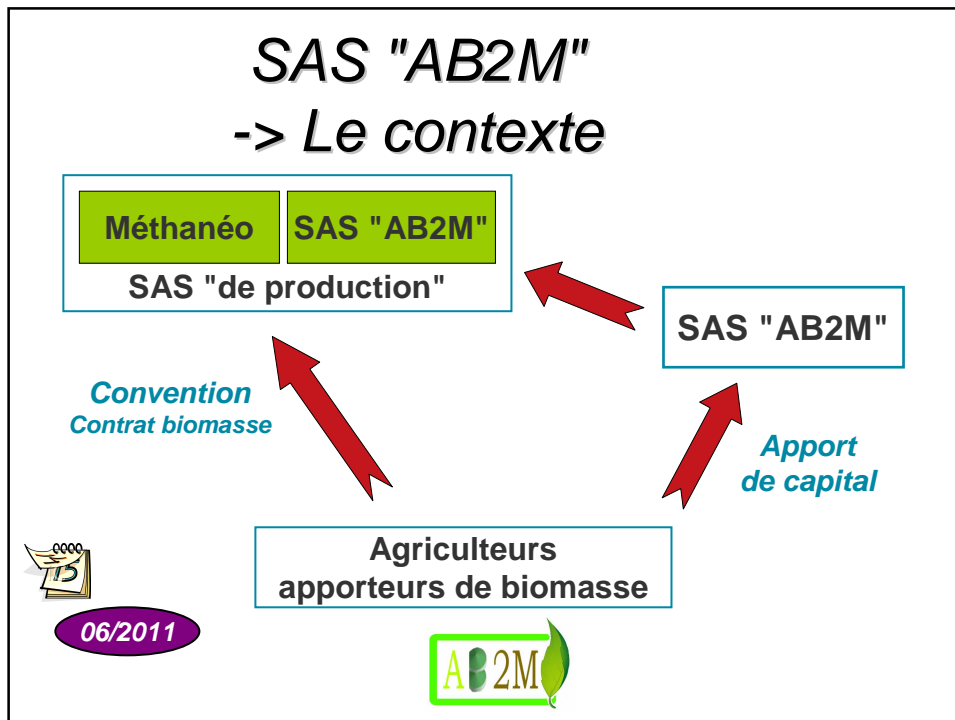 SAS "AB2M"
-> Le contexte
Méthanéo
SAS "AB2M"
SAS "de production"
SAS "AB2M"
Convention
Contrat biomasse
Apport
de capital
Agriculteurs
apporteurs de biomasse
15
06/2011
AB2M